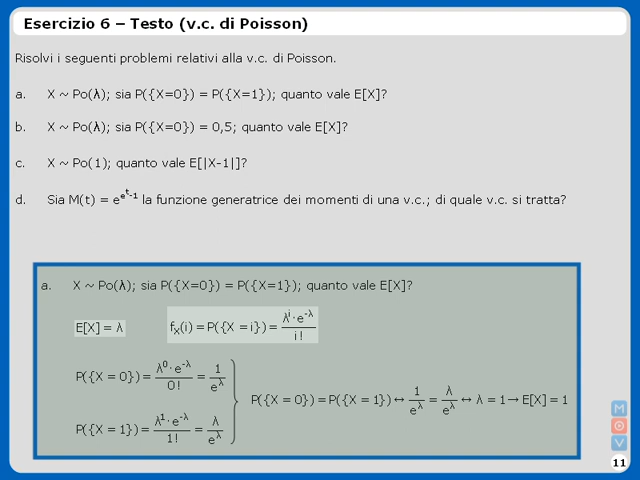 Esercizio 6 – Testo (v.c. di Poisson)
Risolvi i seguenti problemi relativi alla v.c. di Poisson.
a. X ~ Po(λ); sia P({X=0}) = P({X=1}); quanto vale E[X]?
b. X ~ Po(λ); sia P({X=0}) = 0,5; quanto vale E[X]?
c. X ~ Po(1); quanto vale E[|X-1|]?
d. Sia M(t) = e^(e^t-1) la funzione generatrice dei momenti di una v.c.; di quale v.c. si tratta?
a. X ~ Po(λ); sia P({X=0}) = P({X=1}); quanto vale E[X]?
E[X] = λ f_X(i) = P({X = i}) = λ^i·e^-λ / i!
P({X = 0}) = λ^0·e^-λ / 0! = 1 / e^λ
P({X = 1}) = λ^1·e^-λ / 1! = λ / e^λ
P({X = 0}) = P({X = 1}) ↔ 1 / e^λ = λ / e^λ ↔ λ = 1 → E[X] = 1
M
O
V
11